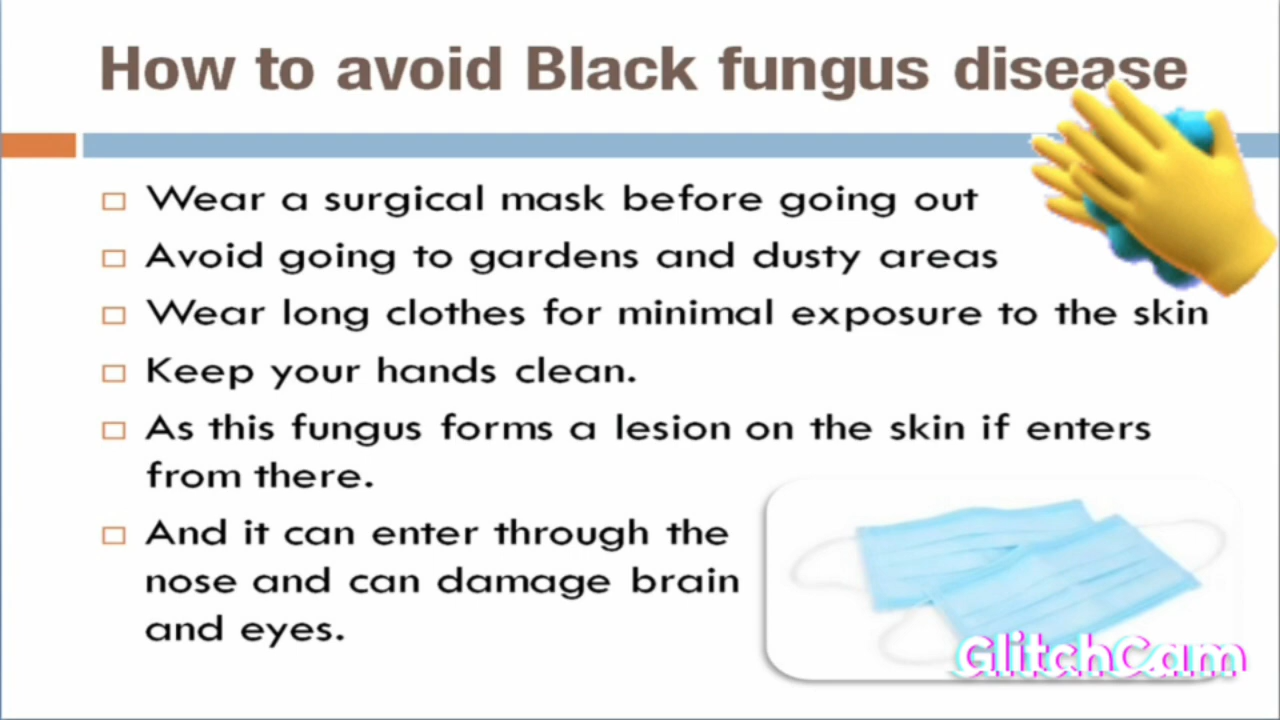 How to avoid Black fungus disease
Wear a surgical mask before going out
Avoid going to gardens and dusty areas
Wear long clothes for minimal exposure to the skin
Keep your hands clean.
As this fungus forms a lesion on the skin if enters
from there.
And it can enter through the
nose and can damage brain
and eyes.
GlitchCam